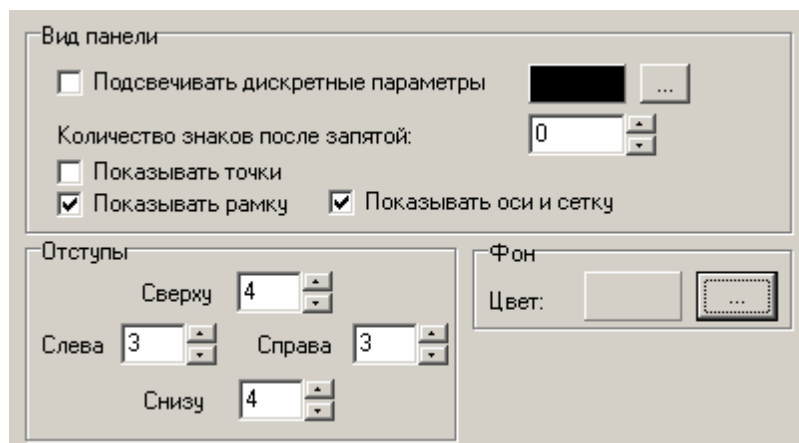 Вид панели
Подсвечивать дискретные параметры ...
Количество знаков после запятой: 0
Показывать точки
Показывать рамку Показывать оси и сетку
Отступы
Сверху 4
Слева 3 Справа 3
Снизу 4
Фон
Цвет: ...